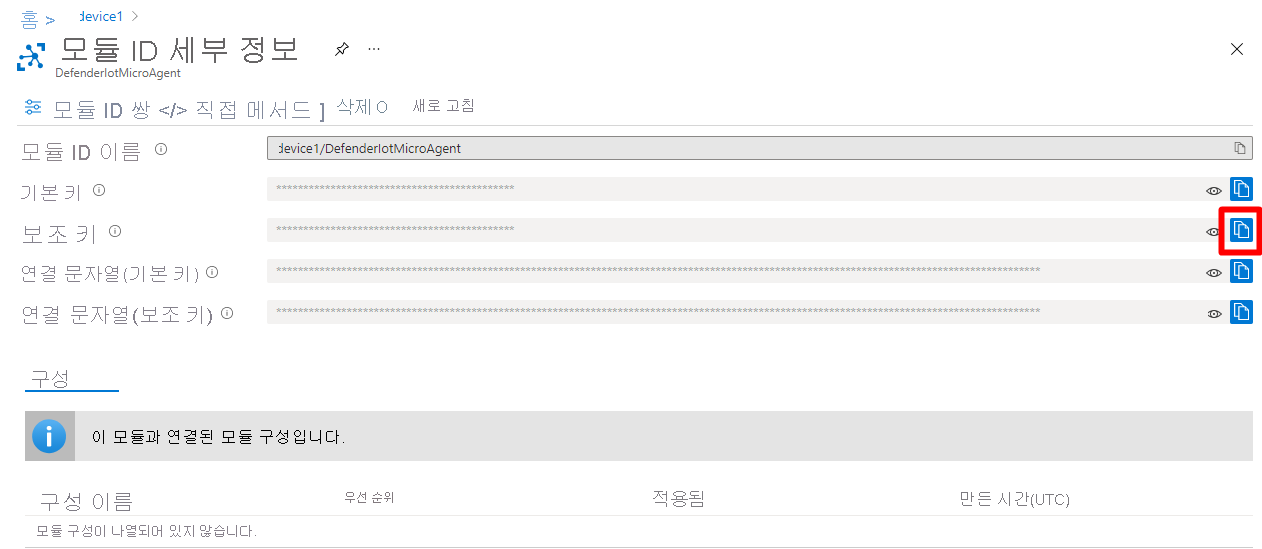 홈 > device1 >
모듈 ID 세부 정보 ...
DefenderIotMicroAgent
모듈 ID 쌍 </> 직접 메서드 ] 삭제 O 새로 고침
모듈 ID 이름 device1/DefenderIotMicroAgent
기본 키 ********************************************
보조 키 ********************************************
연결 문자열(기본 키)
연결 문자열(보조 키)
구성
이 모듈과 연결된 모듈 구성입니다.
구성 이름 우선 순위 적용됨 만든 시간(UTC)
모듈 구성이 나열되어 있지 않습니다.